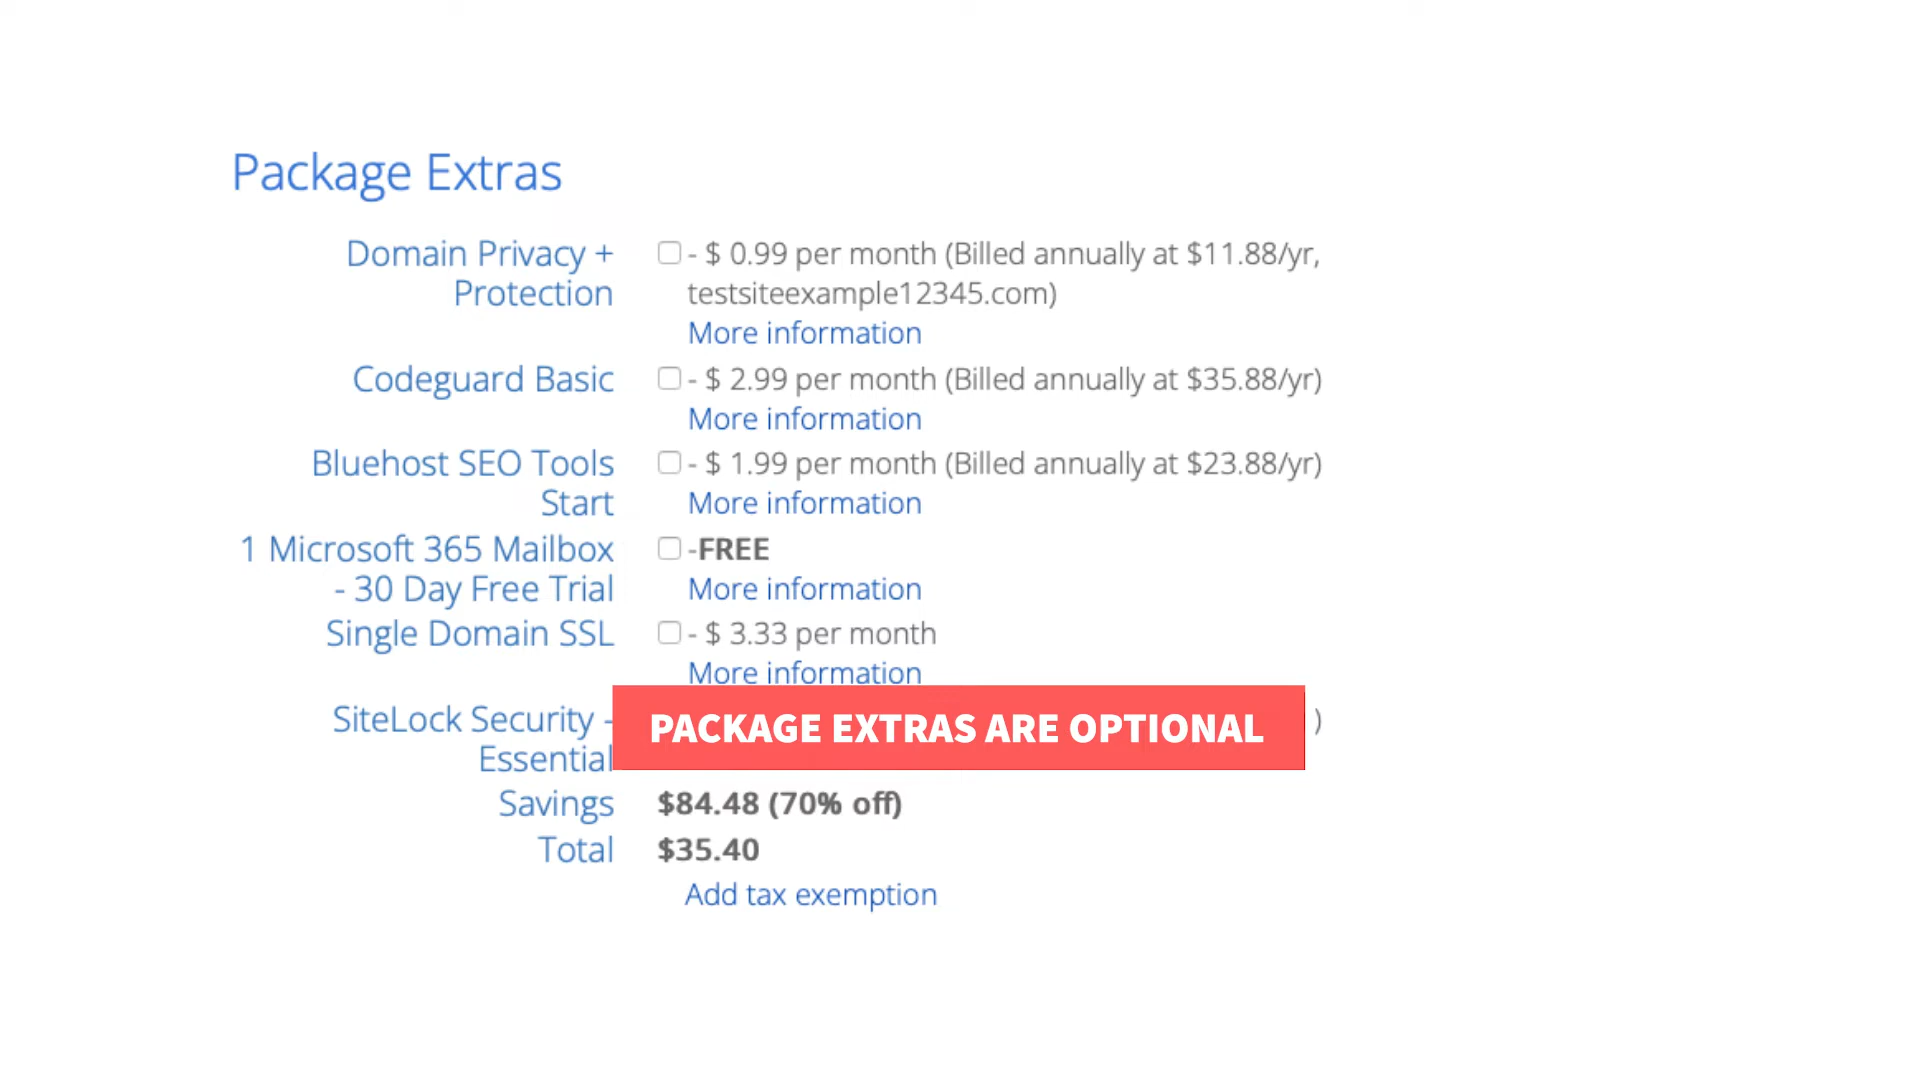 Package Extras
Domain Privacy + - $ 0.99 per month (Billed annually at $11.88/yr,
Protection testsiteexample12345.com)
More information
Codeguard Basic - $ 2.99 per month (Billed annually at $35.88/yr)
More information
Bluehost SEO Tools - $ 1.99 per month (Billed annually at $23.88/yr)
Start More information
1 Microsoft 365 Mailbox -FREE
- 30 Day Free Trial More information
Single Domain SSL - $ 3.33 per month
More information
SiteLock Security - )
PACKAGE EXTRAS ARE OPTIONAL
Essential
Savings $84.48 (70% off)
Total $35.40
Add tax exemption